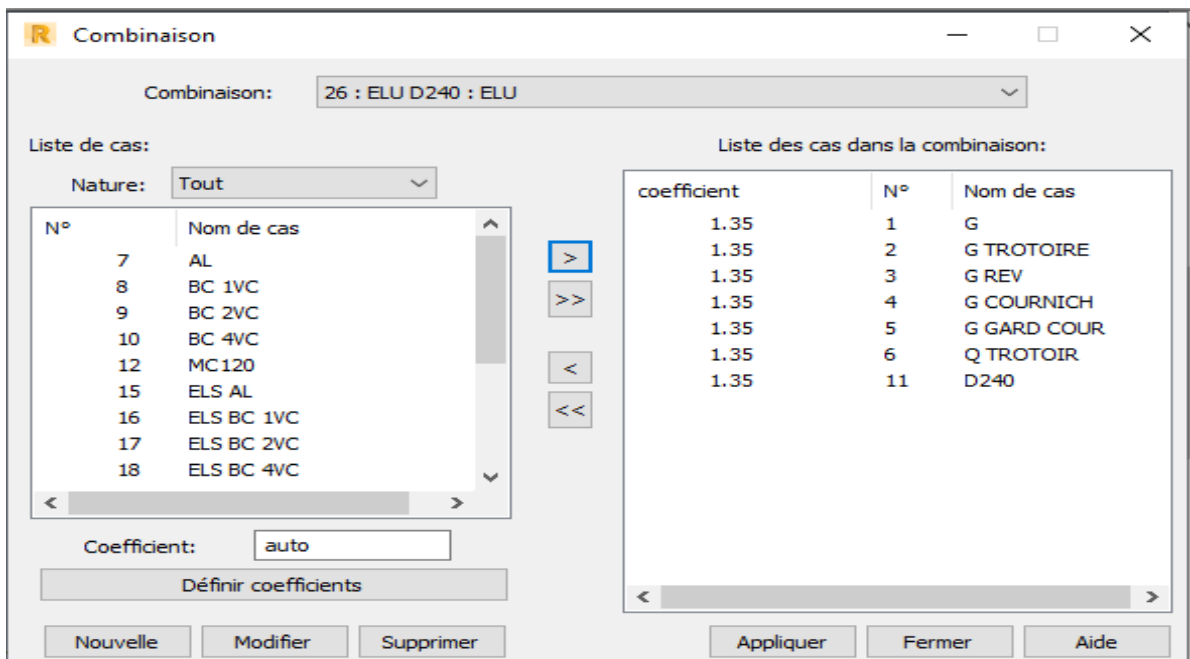 R Combinaison
Combinaison: 26 : ELU D240 : ELU
Liste de cas:
Nature: Tout
N° Nom de cas
7 AL
8 BC 1VC
9 BC 2VC
10 BC 4VC
12 MC120
15 ELS AL
16 ELS BC 1VC
17 ELS BC 2VC
18 ELS BC 4VC
Coefficient: auto
Définir coefficients
Nouvelle Modifier Supprimer
>
>>
<
<<
Liste des cas dans la combinaison:
coefficient N° Nom de cas
1.35 1 G
1.35 2 G TROTOIRE
1.35 3 G REV
1.35 4 G COURNICH
1.35 5 G GARD COUR
1.35 6 Q TROTOIR
1.35 11 D240
Appliquer Fermer Aide